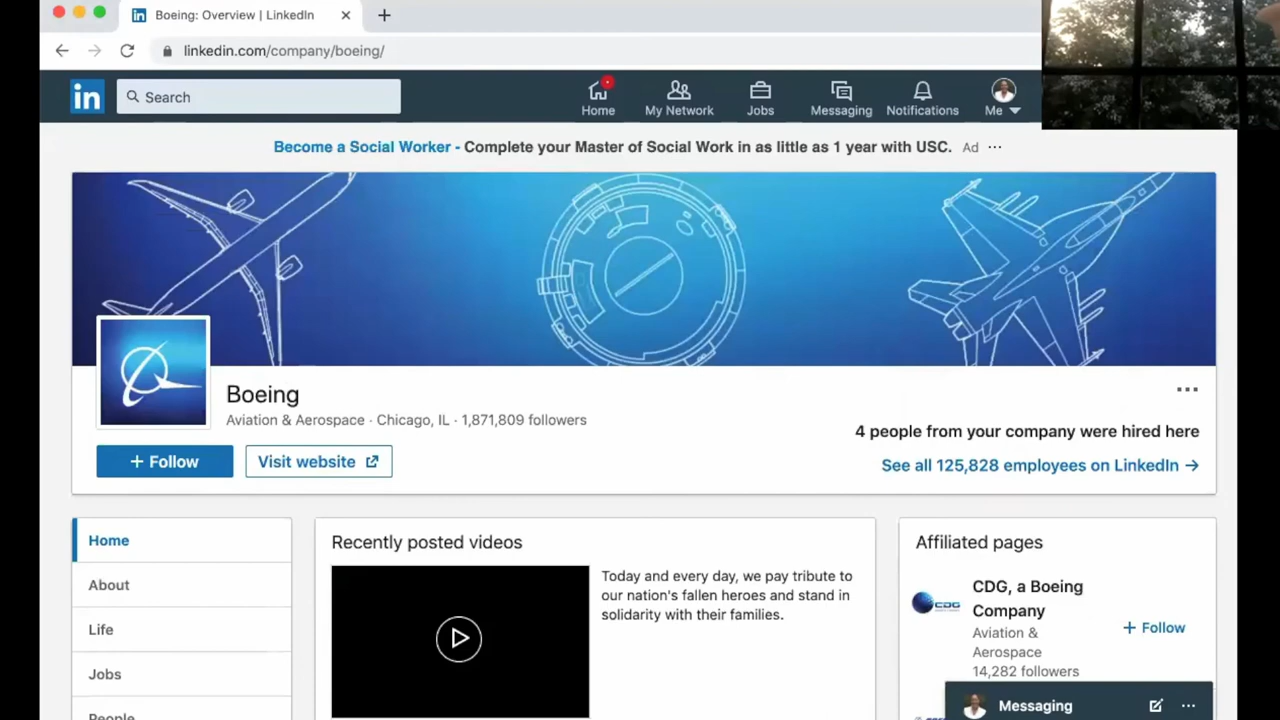 Boeing: Overview | LinkedIn
linkedin.com/company/boeing/
in
Search
Home
My Network
Jobs
Messaging
Notifications
Me
Become a Social Worker - Complete your Master of Social Work in as little as 1 year with USC. Ad ···
Boeing
Aviation & Aerospace · Chicago, IL · 1,871,809 followers
4 people from your company were hired here
+ Follow
Visit website
See all 125,828 employees on LinkedIn →
Home
About
Life
Jobs
People
Recently posted videos
Today and every day, we pay tribute to
our nation's fallen heroes and stand in
solidarity with their families.
Affiliated pages
CDG
CDG, a Boeing
Company
Aviation &
Aerospace
14,282 followers
+ Follow
Messaging